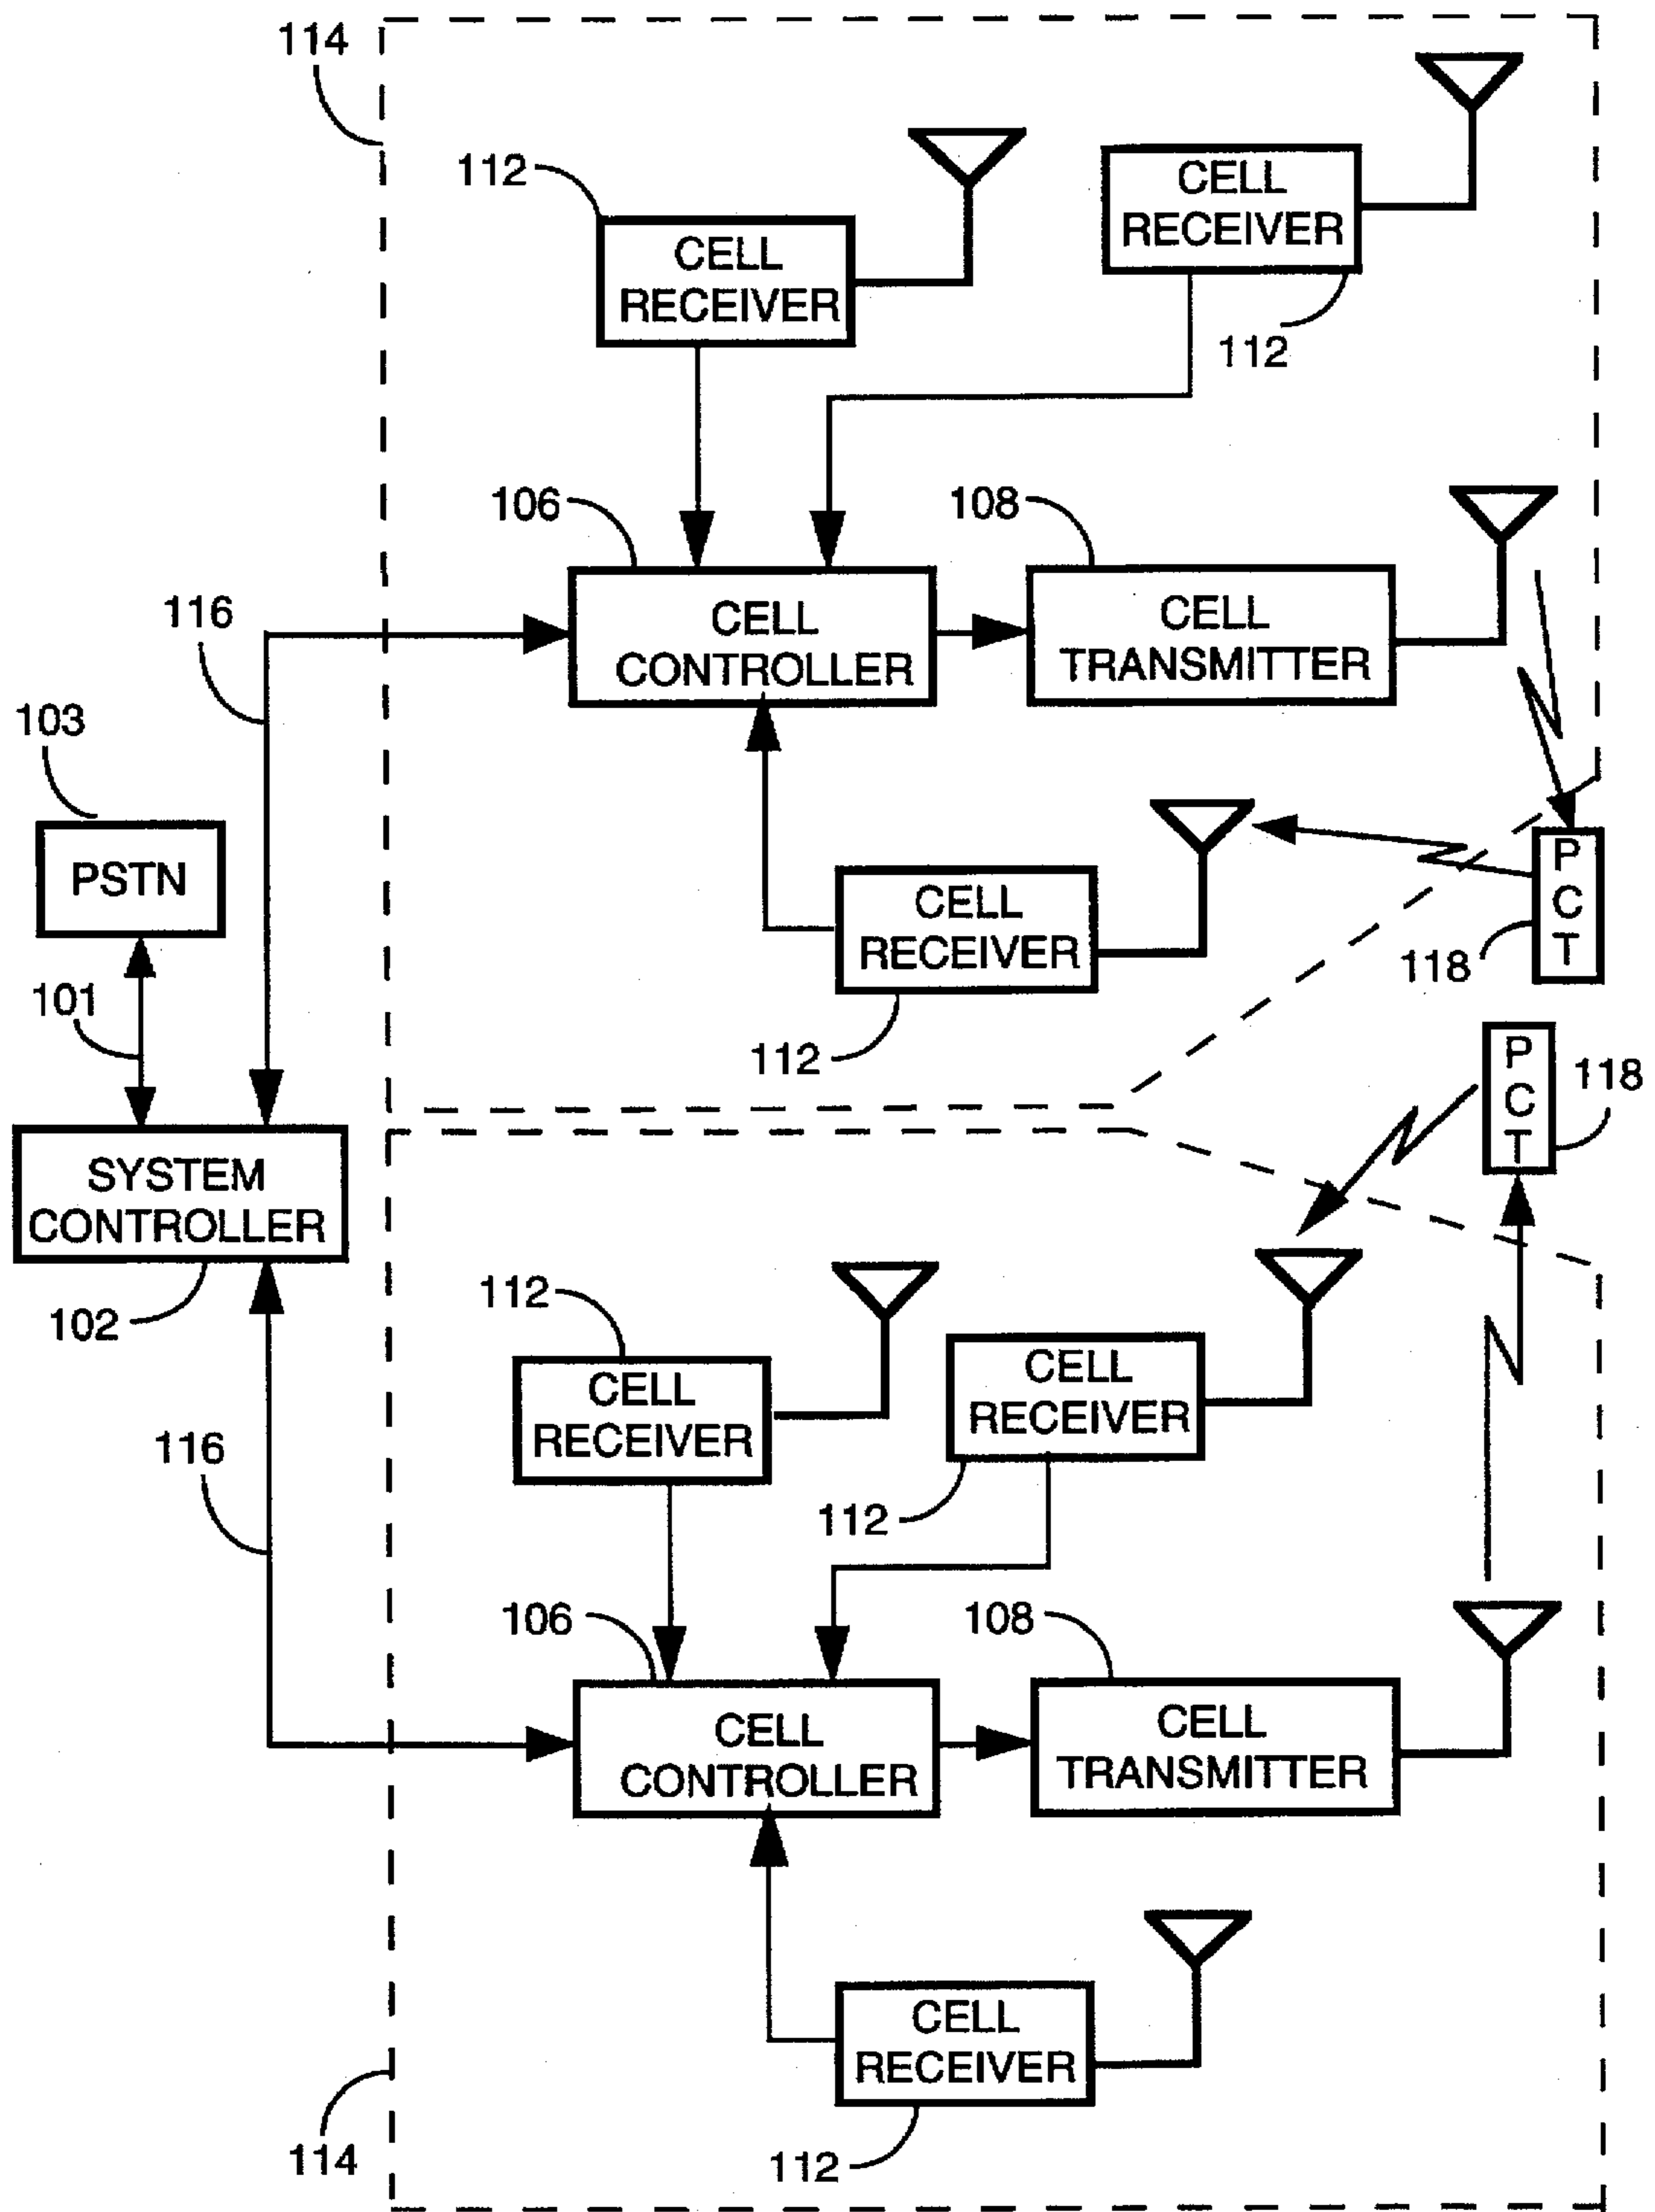 114
112
CELL
RECEIVER
CELL
RECEIVER
112
106
108
CELL
CONTROLLER
CELL
TRANSMITTER
116
103
PSTN
101
CELL
RECEIVER
112
P
C
T
118
P
C
T
118
SYSTEM
CONTROLLER
102
112
CELL
RECEIVER
CELL
RECEIVER
112
116
106
108
CELL
CONTROLLER
CELL
TRANSMITTER
CELL
RECEIVER
112
114